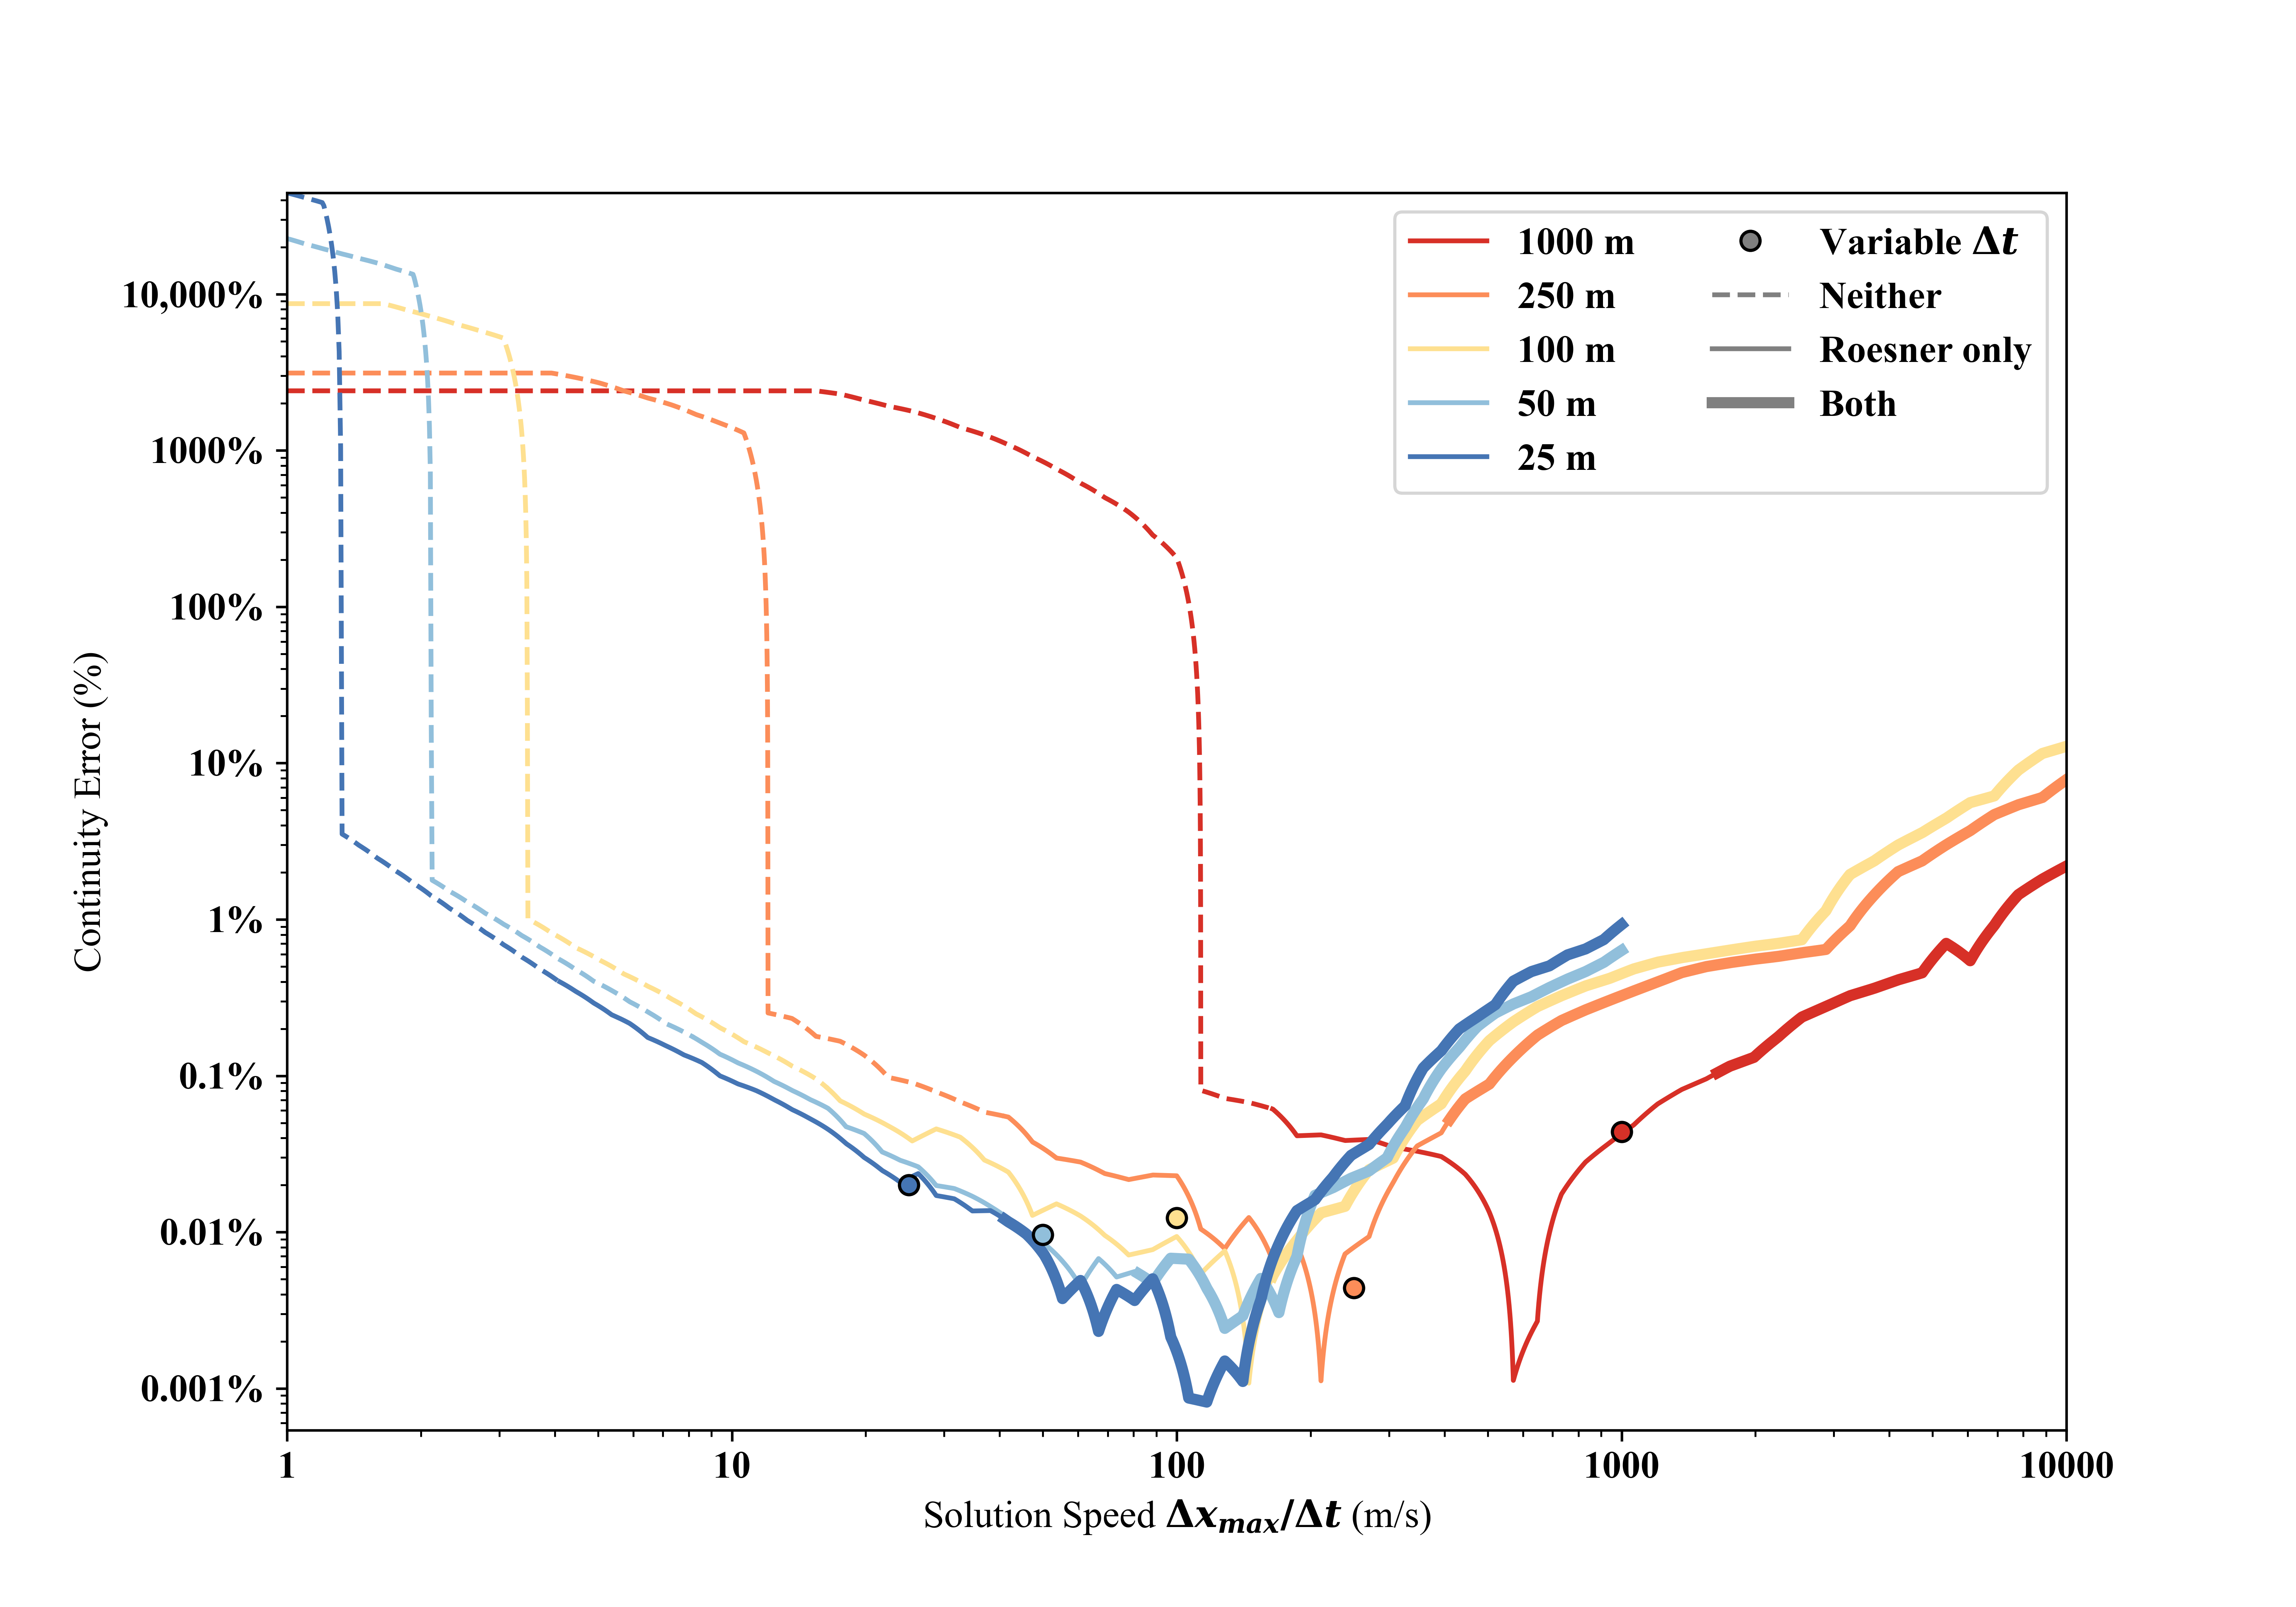 1000 m
250 m
100 m
50 m
25 m
Variable Δt
Neither
Roesner only
Both
10,000%
1000%
100%
10%
1%
0.1%
0.01%
0.001%
Continuity Error (%)
1 10 100 1000 10000
Solution Speed Δx_max/Δt (m/s)